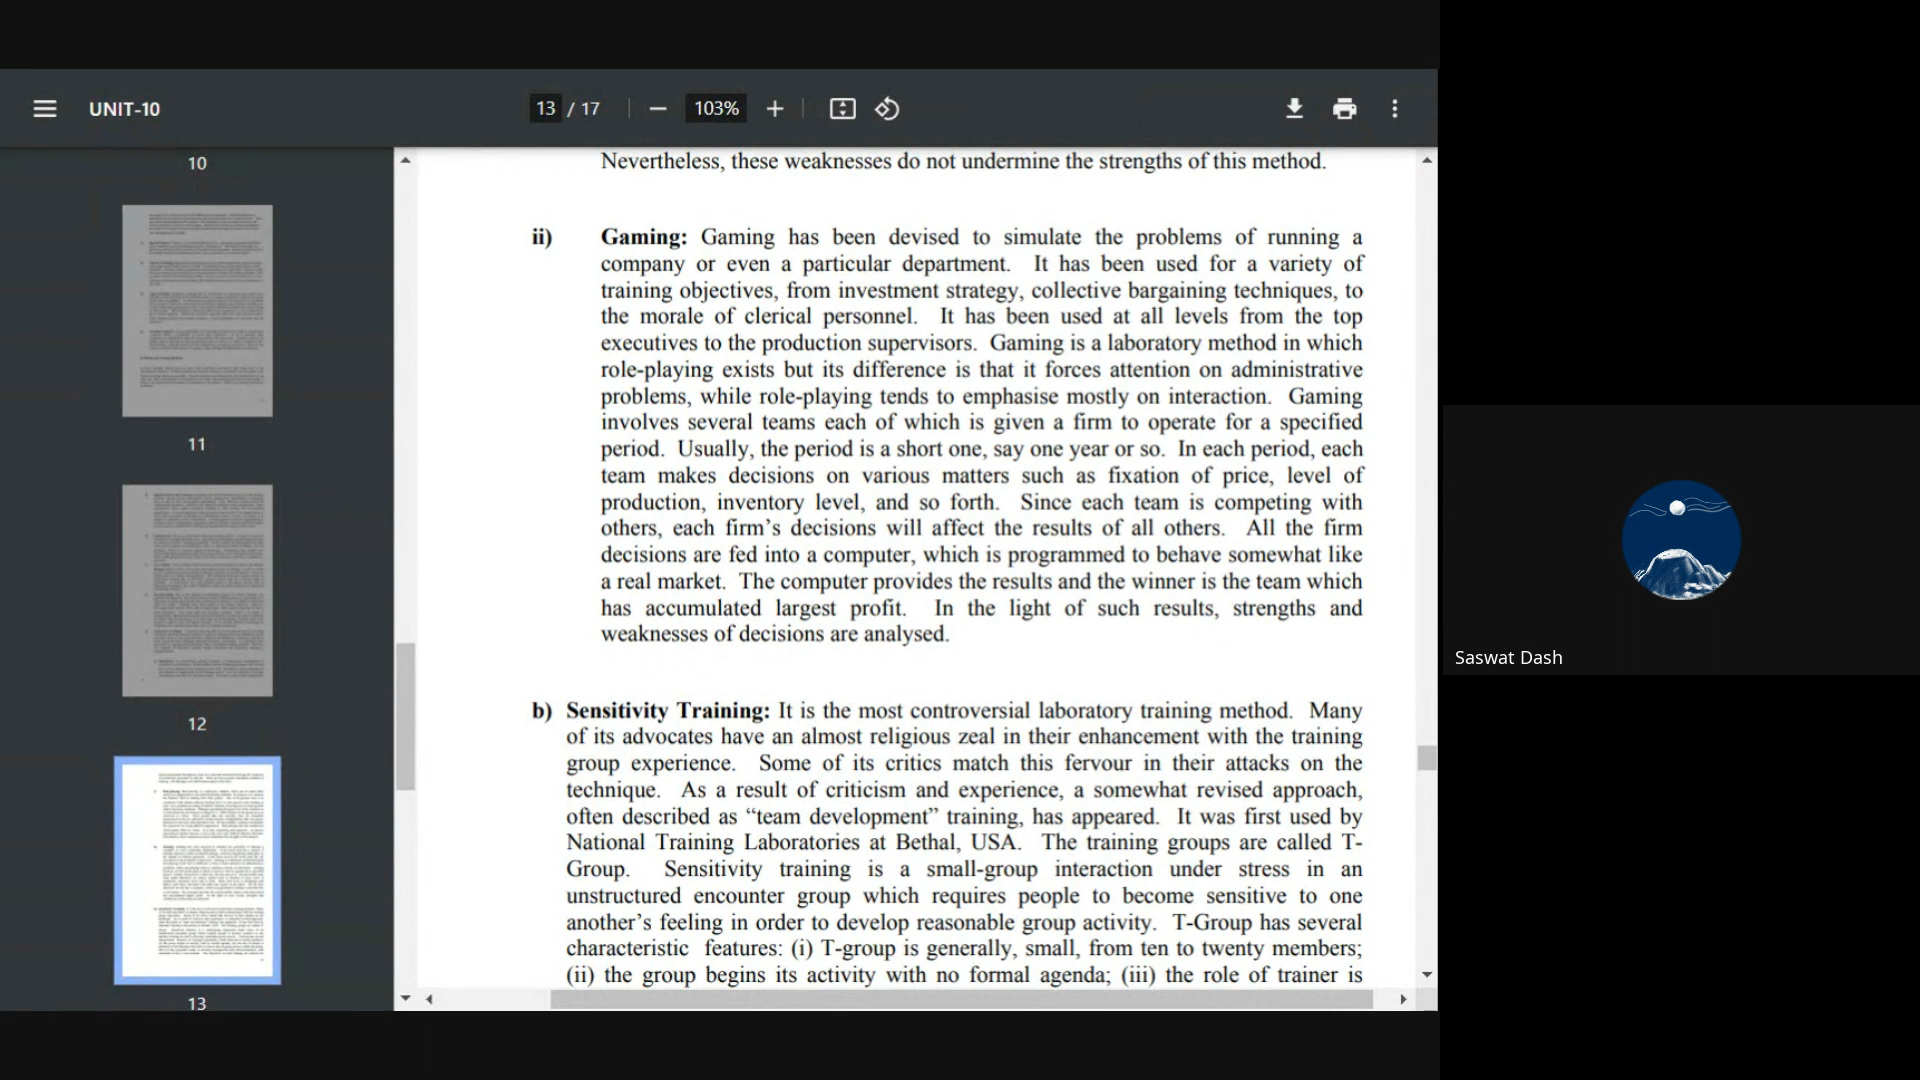 UNIT-10
13 / 17
103%
10
11
12
13
Nevertheless, these weaknesses do not undermine the strengths of this method.
ii) Gaming: Gaming has been devised to simulate the problems of running a
company or even a particular department. It has been used for a variety of
training objectives, from investment strategy, collective bargaining techniques, to
the morale of clerical personnel. It has been used at all levels from the top
executives to the production supervisors. Gaming is a laboratory method in which
role-playing exists but its difference is that it forces attention on administrative
problems, while role-playing tends to emphasise mostly on interaction. Gaming
involves several teams each of which is given a firm to operate for a specified
period. Usually, the period is a short one, say one year or so. In each period, each
team makes decisions on various matters such as fixation of price, level of
production, inventory level, and so forth. Since each team is competing with
others, each firm's decisions will affect the results of all others. All the firm
decisions are fed into a computer, which is programmed to behave somewhat like
a real market. The computer provides the results and the winner is the team which
has accumulated largest profit. In the light of such results, strengths and
weaknesses of decisions are analysed.
b) Sensitivity Training: It is the most controversial laboratory training method. Many
of its advocates have an almost religious zeal in their enhancement with the training
group experience. Some of its critics match this fervour in their attacks on the
technique. As a result of criticism and experience, a somewhat revised approach,
often described as “team development” training, has appeared. It was first used by
National Training Laboratories at Bethal, USA. The training groups are called T-
Group. Sensitivity training is a small-group interaction under stress in an
unstructured encounter group which requires people to become sensitive to one
another's feeling in order to develop reasonable group activity. T-Group has several
characteristic features: (i) T-group is generally, small, from ten to twenty members;
(ii) the group begins its activity with no formal agenda; (iii) the role of trainer is
Saswat Dash